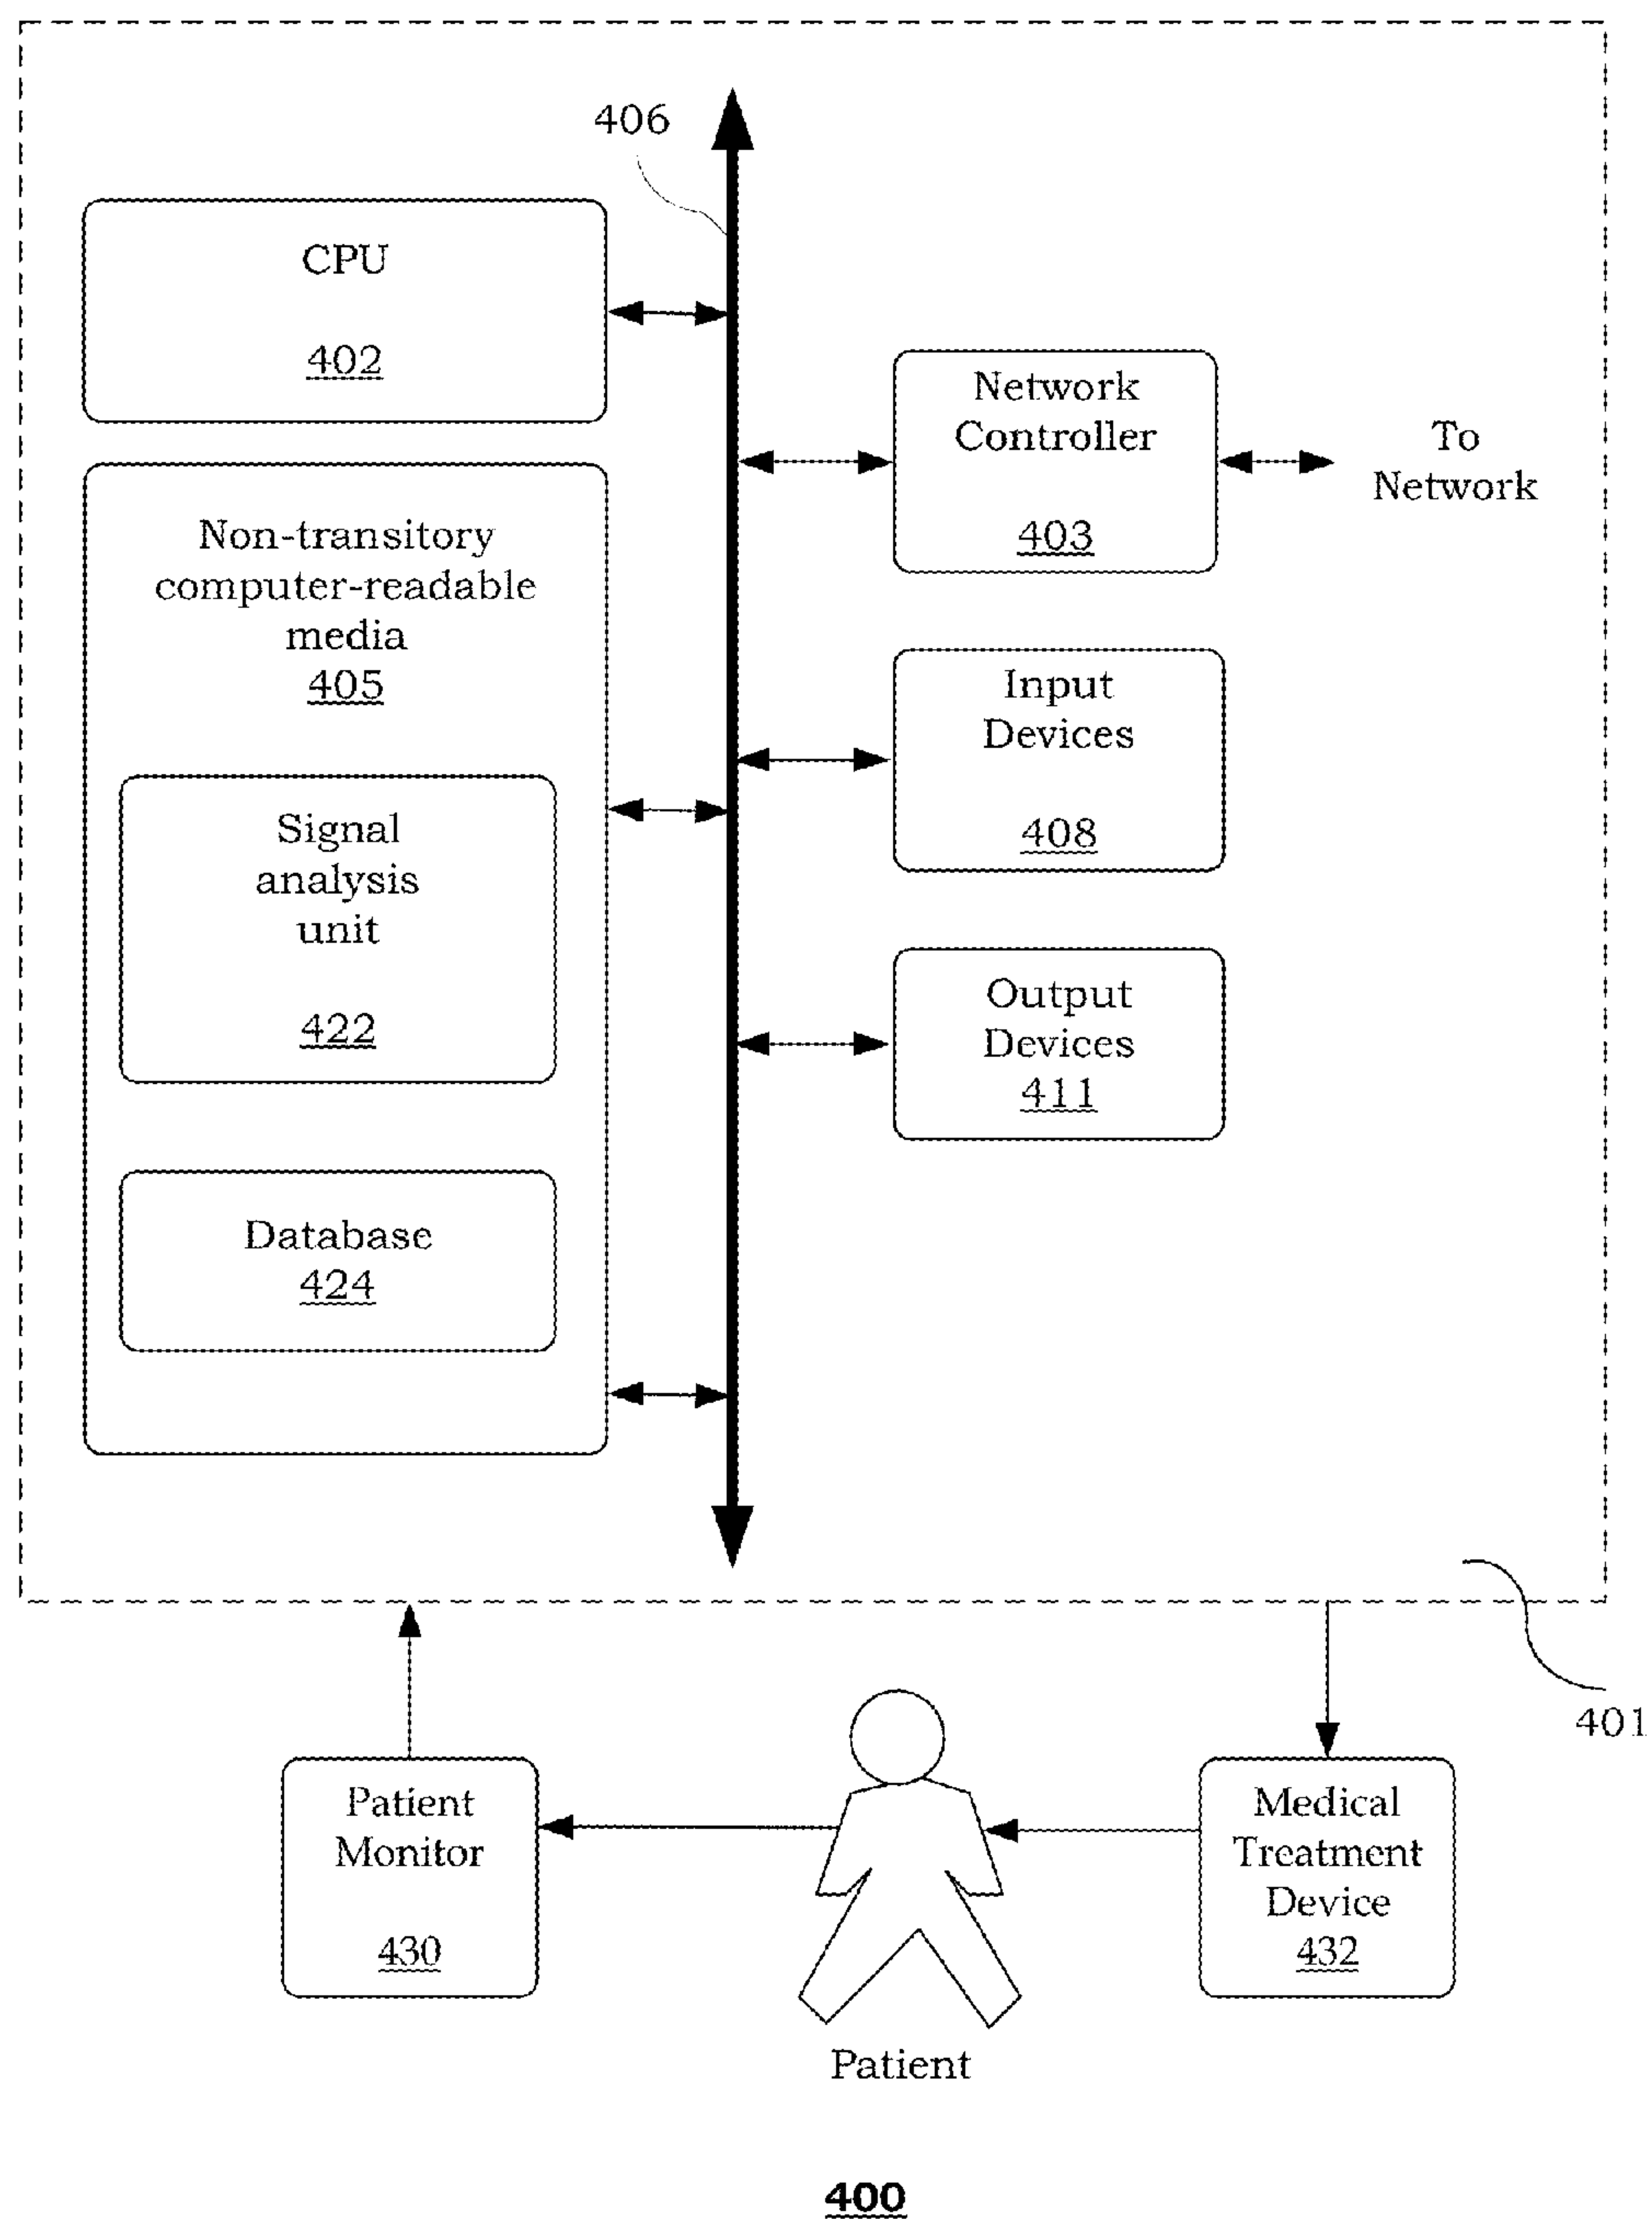 406
CPU
402
Network
Controller
403
To
Network
Non-transitory
computer-readable
media
405
Input
Devices
408
Signal
analysis
unit
422
Output
Devices
411
Database
424
401
Patient
Monitor
430
Medical
Treatment
Device
432
Patient
400